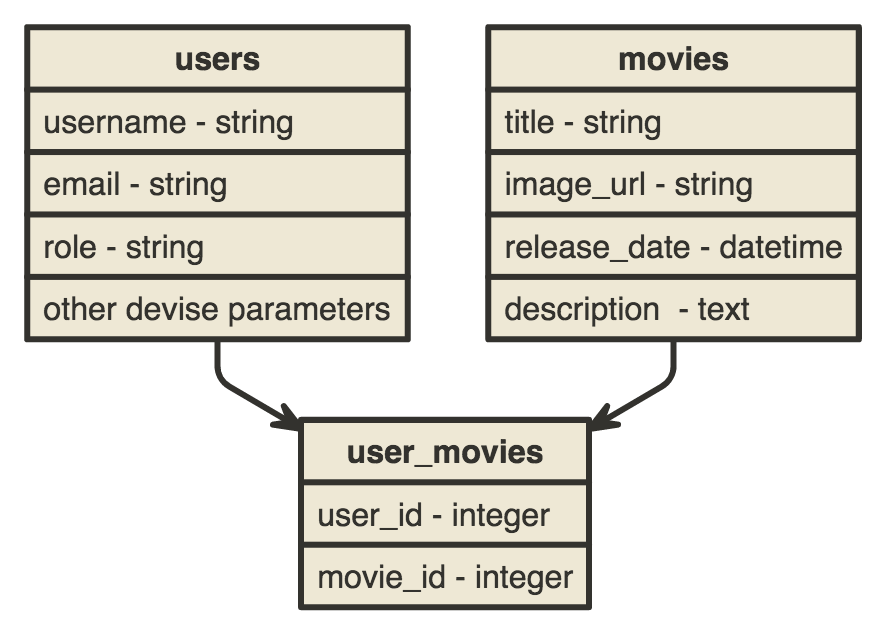 users
username - string
email - string
role - string
other devise parameters
movies
title - string
image_url - string
release_date - datetime
description  - text
user_movies
user_id - integer
movie_id - integer